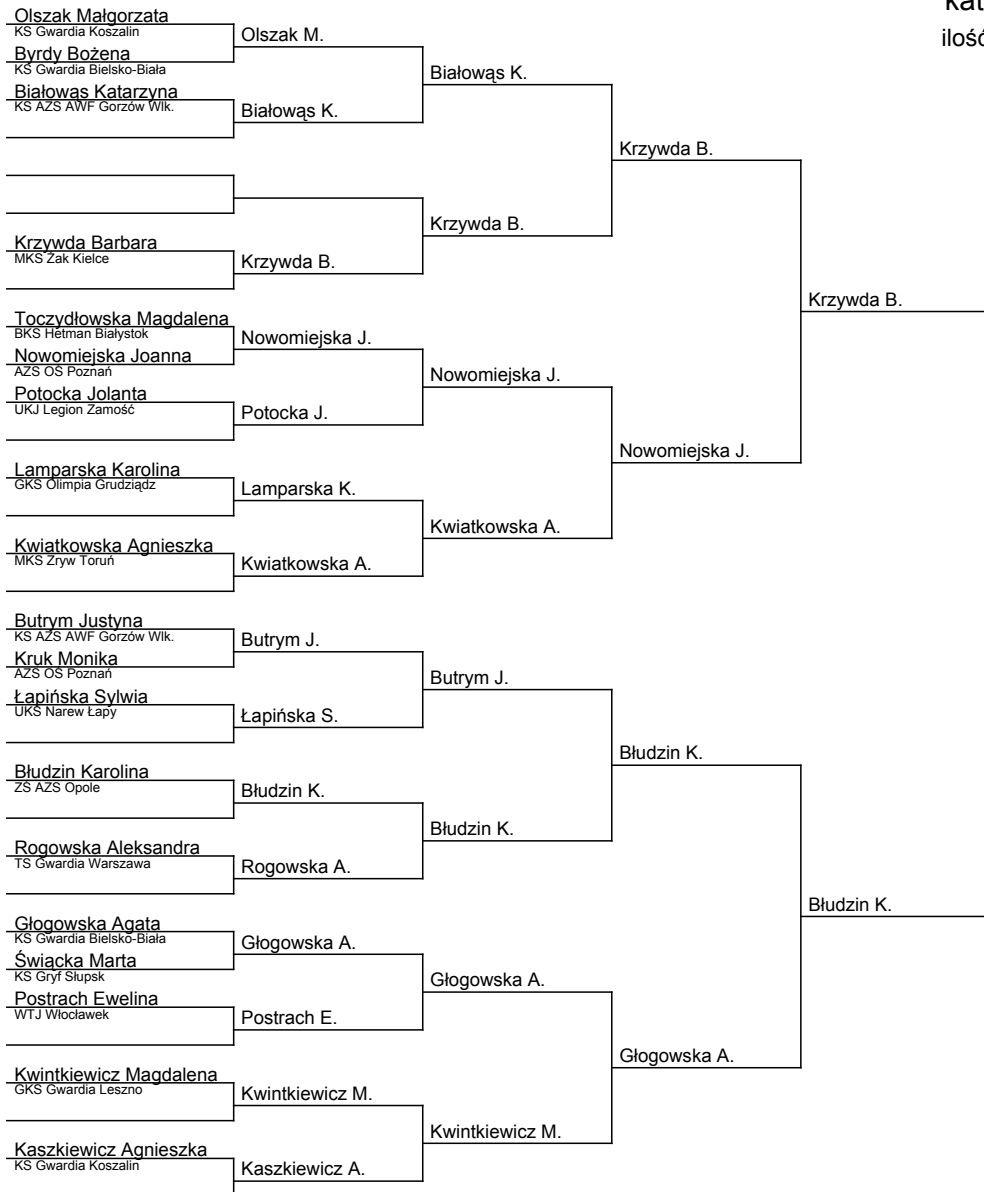 Olszak Małgorzata
KS Gwardia Koszalin
Byrdy Bożena
KS Gwardia Bielsko-Biała
Białowąs Katarzyna
KS AZS AWF Gorzów Wlk.
Krzywda Barbara
MKS Żak Kielce
Toczydłowska Magdalena
BKS Hetman Białystok
Nowomiejska Joanna
AZS OŚ Poznań
Potocka Jolanta
UKJ Legion Zamość
Lamparska Karolina
GKS Olimpia Grudziądz
Kwiatkowska Agnieszka
MKS Zryw Toruń
Butrym Justyna
KS AZS AWF Gorzów Wlk.
Kruk Monika
AZS OŚ Poznań
Łapińska Sylwia
UKS Narew Łapy
Błudzin Karolina
ZŚ AZS Opole
Rogowska Aleksandra
TS Gwardia Warszawa
Głogowska Agata
KS Gwardia Bielsko-Biała
Świącka Marta
KS Gryf Słupsk
Postrach Ewelina
WTJ Włocławek
Kwintkiewicz Magdalena
GKS Gwardia Leszno
Kaszkiewicz Agnieszka
KS Gwardia Koszalin
Olszak M.
Białowąs K.
Krzywda B.
Nowomiejska J.
Potocka J.
Lamparska K.
Kwiatkowska A.
Butrym J.
Łapińska S.
Błudzin K.
Rogowska A.
Głogowska A.
Postrach E.
Kwintkiewicz M.
Kaszkiewicz A.
Białowąs K.
Krzywda B.
Nowomiejska J.
Kwiatkowska A.
Butrym J.
Błudzin K.
Głogowska A.
Kwintkiewicz M.
Krzywda B.
Nowomiejska J.
Błudzin K.
Głogowska A.
Krzywda B.
Błudzin K.